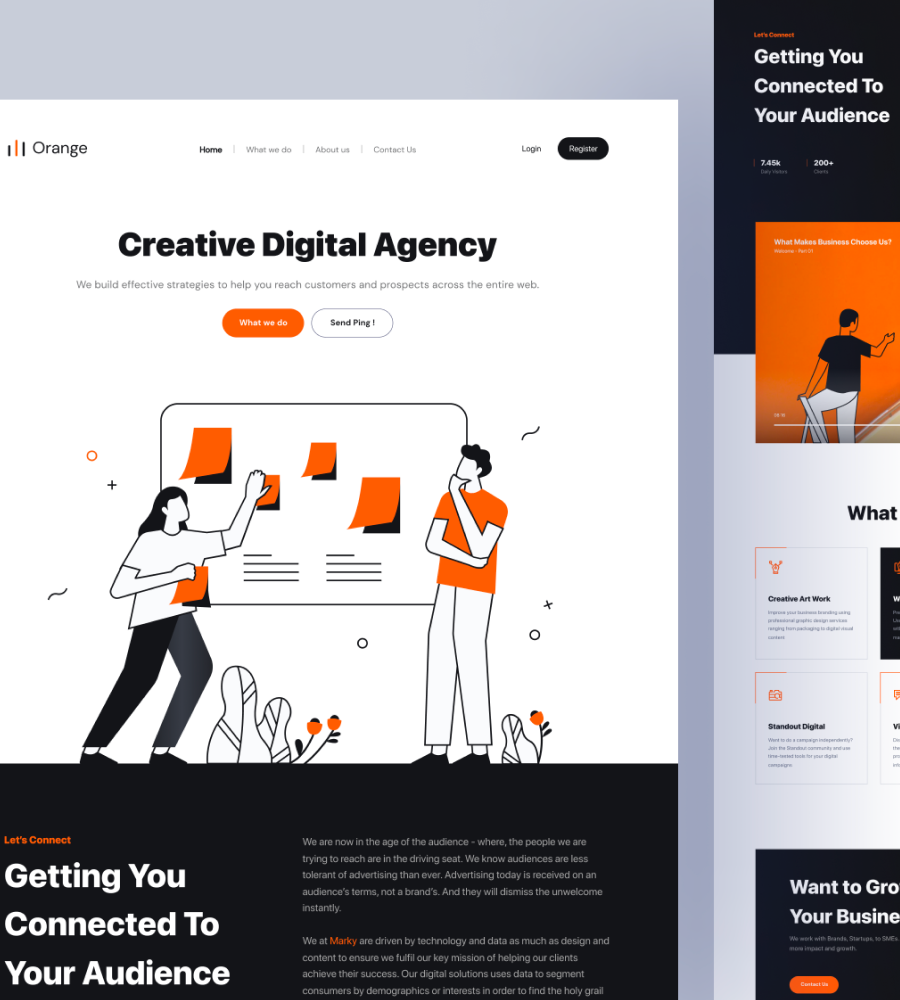 Orange
Home
What we do
About us
Contact Us
Login
Register
Creative Digital Agency
We build effective strategies to help you reach customers and prospects across the entire web.
What we do
Send Ping !
Let's Connect
Getting You
Connected To
Your Audience
We are now in the age of the audience - where, the people we are
trying to reach are in the driving seat. We know audiences are less
tolerant of advertising than ever. Advertising today is received on an
audience's terms, not a brand's. And they will dismiss the unwelcome
instantly.
We at Marky are driven by technology and data as much as design and
content to ensure we fulfil our key mission of helping our clients
achieve their success. Our digital solutions uses data to segment
consumers by demographics or interests in order to find the holy grail
Let's Connect
Getting You
Connected To
Your Audience
7.45k
Daily Visitors
200+
Clients
What Makes Business Choose Us?
Welcome - Part 01
What
Creative Art Work
Improve your business branding using
professional graphic design services
ranging from packaging to digital visual
content
Standout Digital
Want to do a campaign independently?
Join the Standout community and use
time-tested tools for your digital
campaigns.
Want to Gro
Your Busine
We work with Brands, Startups, to SMEs.
more impact and growth.
Contact Us